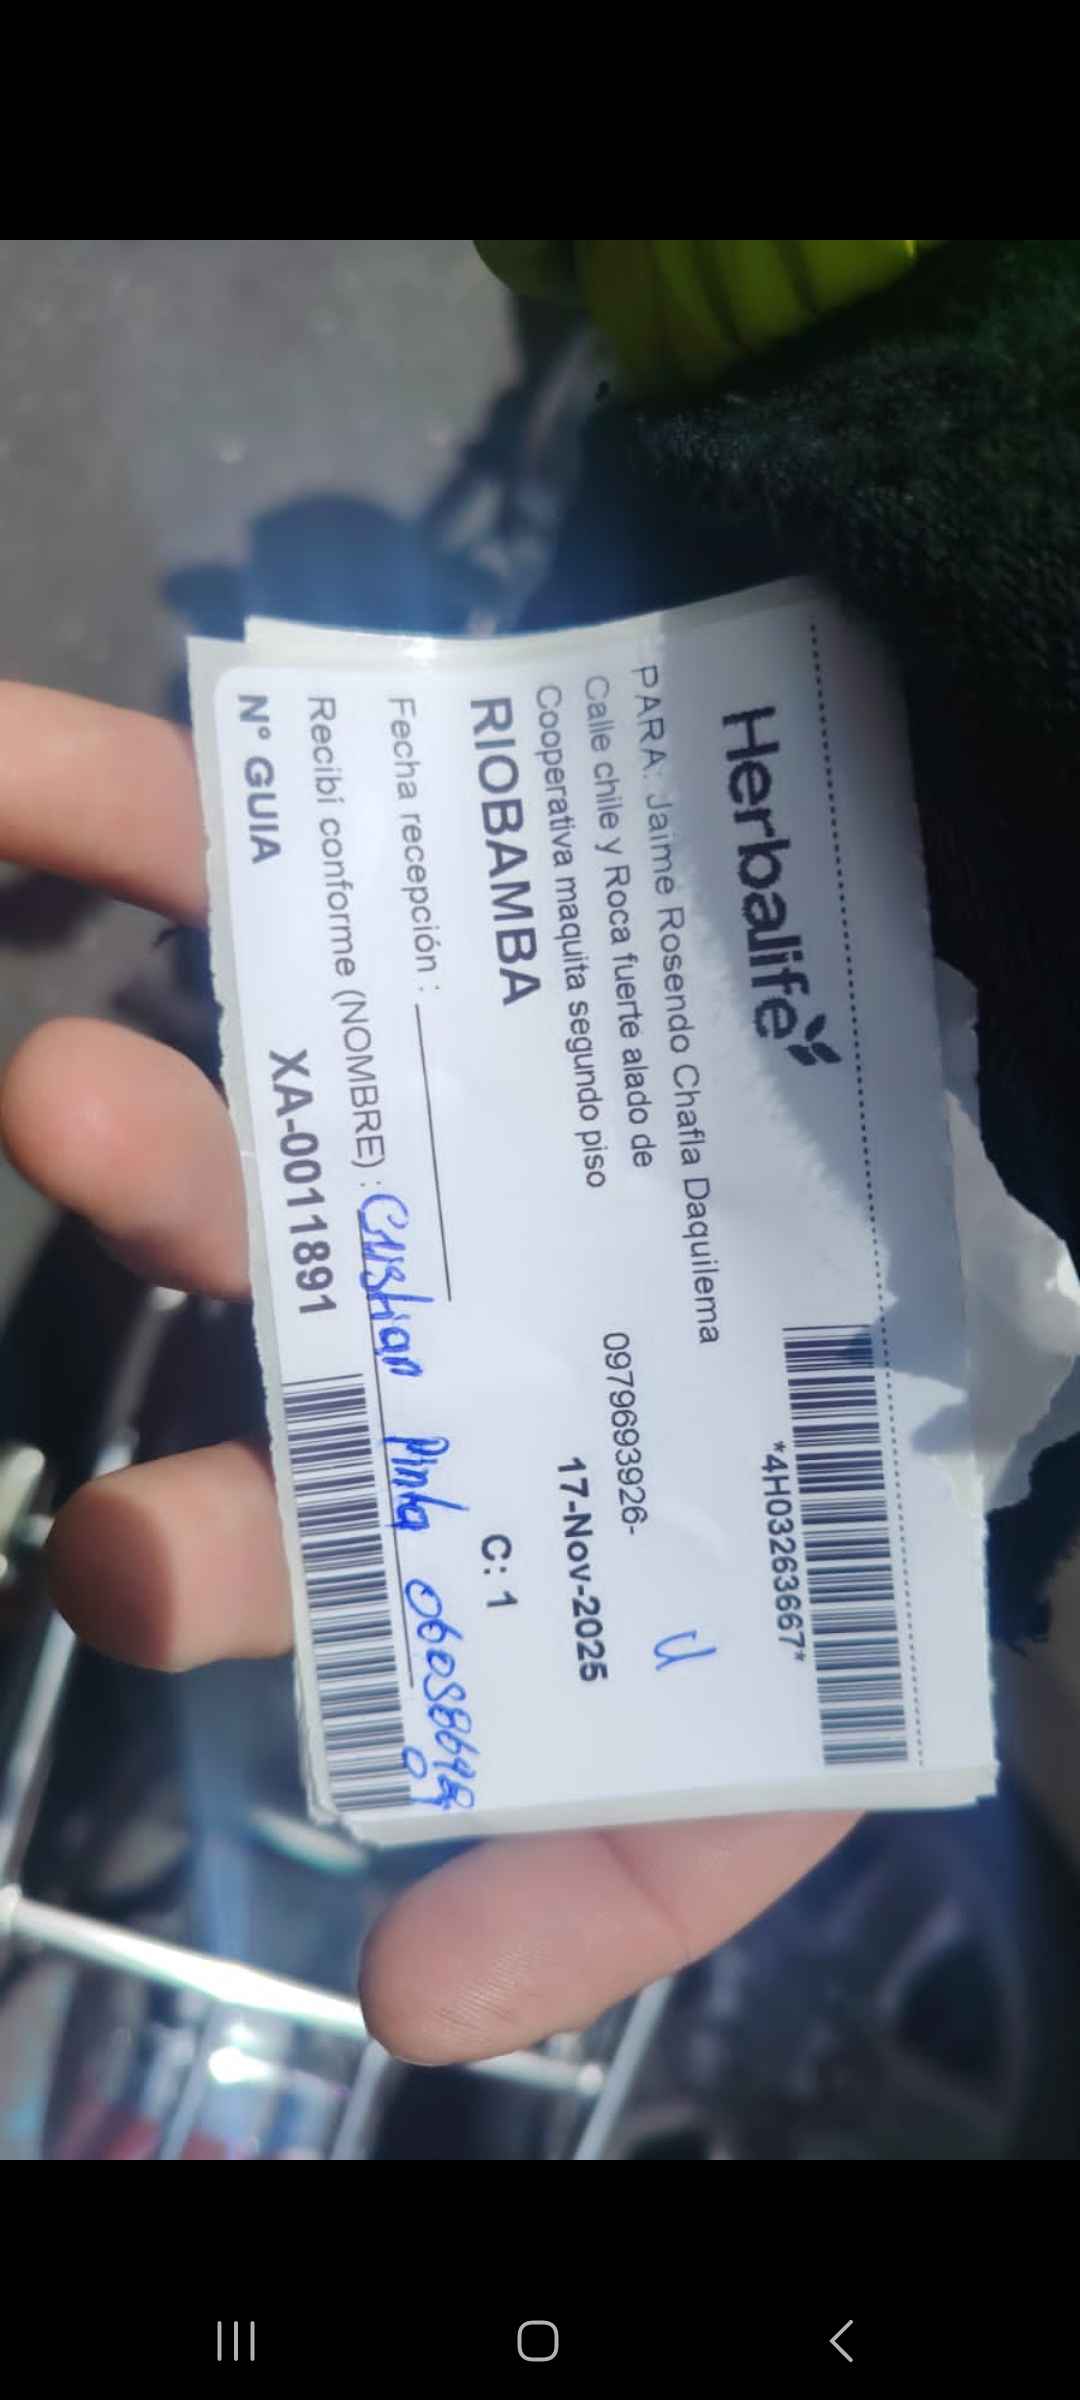 Herbalife
*4H03263667*
PARA: Jaime Rosendo Chafla Daquilema
Calle chile y Roca fuerte alado de
0979693926-
Cooperativa maquita segundo piso
17-Nov-2025
RIOBAMBA
C: 1
Fecha recepción :
Recibí conforme (NOMBRE) : Cristian Pinta
N° GUIA
XA-0011891